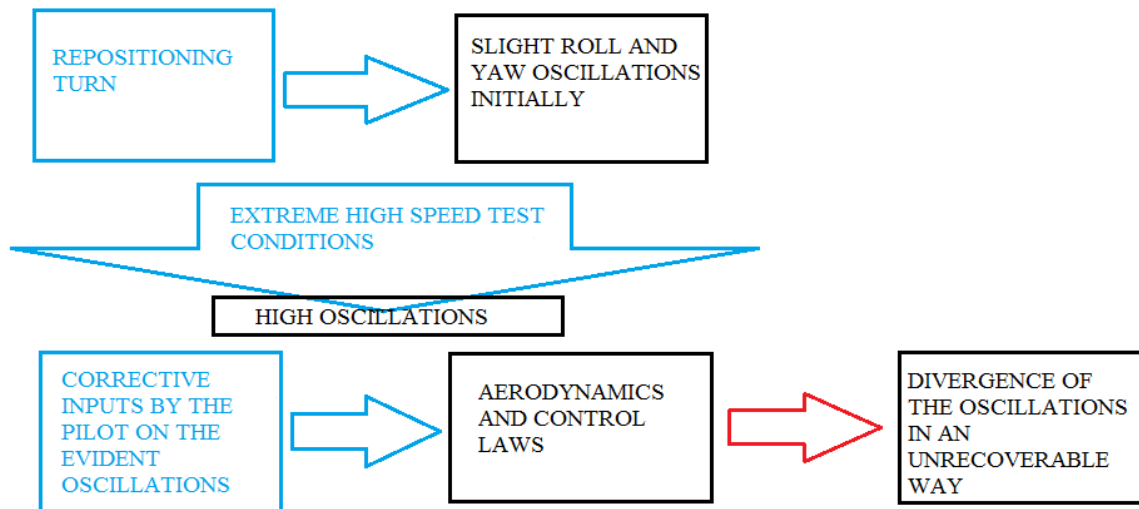 REPOSITIONING
TURN
SLIGHT ROLL AND
YAW OSCILLATIONS
INITIALLY
EXTREME HIGH SPEED TEST
CONDITIONS
HIGH OSCILLATIONS
CORRECTIVE
INPUTS BY THE
PILOT ON THE
EVIDENT
OSCILLATIONS
AERODYNAMICS
AND CONTROL
LAWS
DIVERGENCE OF
THE OSCILLATIONS
IN AN
UNRECOVERABLE
WAY